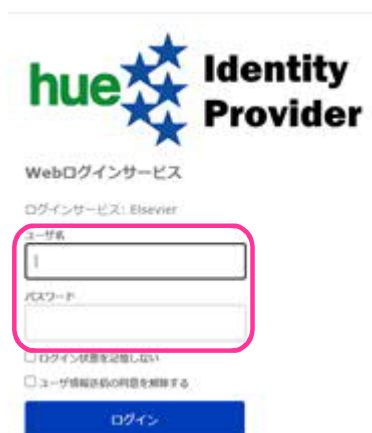 hue
Identity
Provider
Webログインサービス
ログインサービス: Elsevier
ユーザ名
パスワード
ログイン状態を記憶しない
ユーザ情報送信の同意を解除する
ログイン